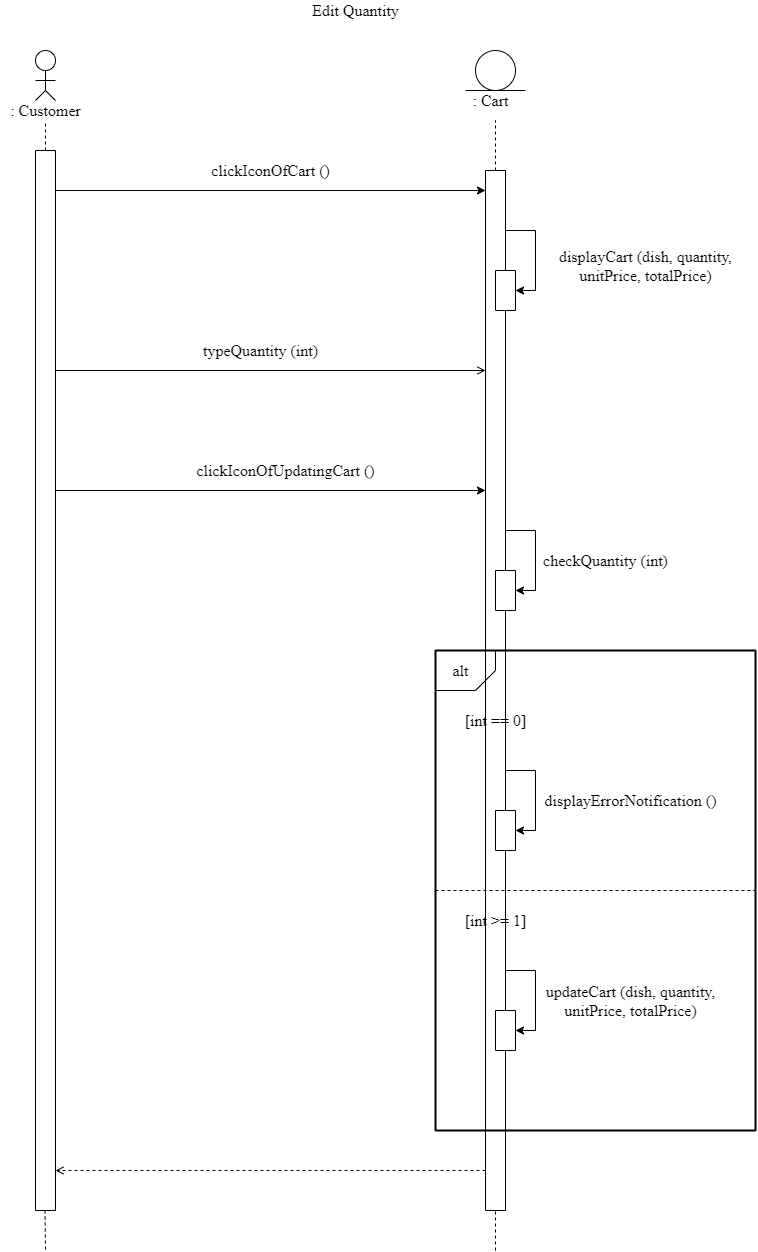 Edit Quantity
: Customer
: Cart
clickIconOfCart ()
displayCart (dish, quantity,
unitPrice, totalPrice)
typeQuantity (int)
clickIconOfUpdatingCart ()
checkQuantity (int)
alt
[int == 0]
displayErrorNotification ()
[int >= 1]
updateCart (dish, quantity,
unitPrice, totalPrice)